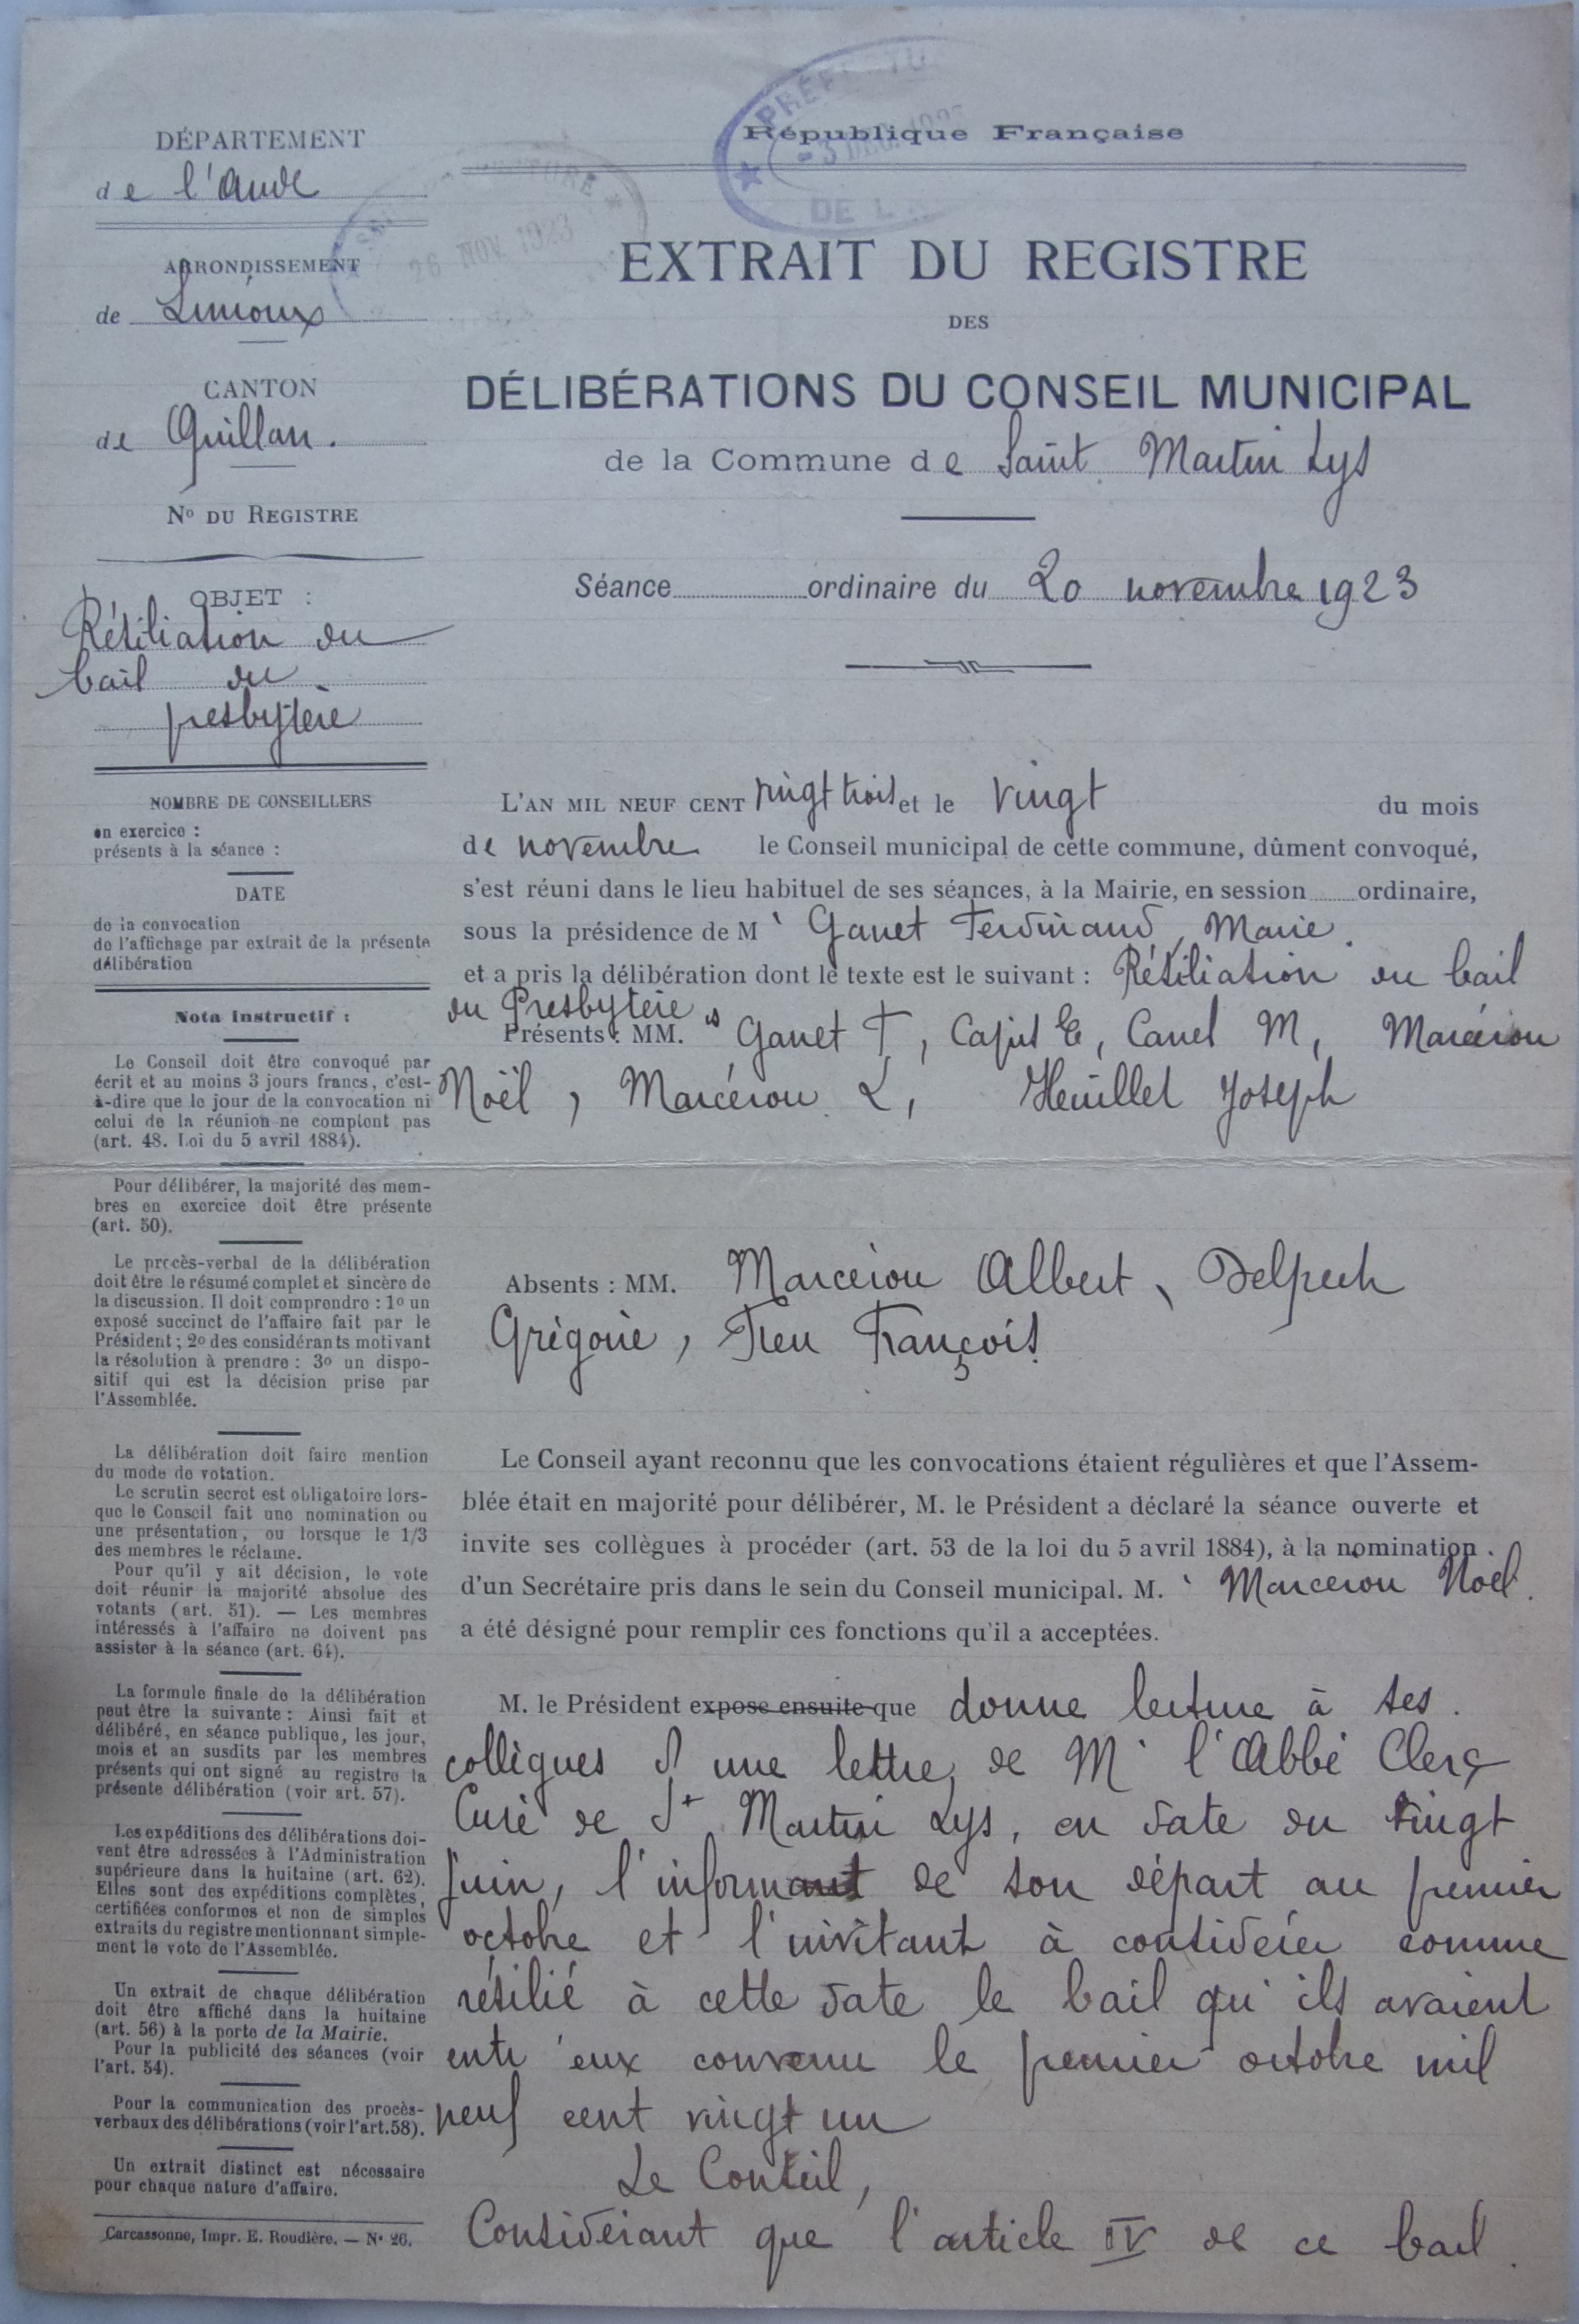 DÉPARTEMENT
de l'Aude
ARRONDISSEMENT
de Limoux
CANTON
de Quillan.
No DU REGISTRE
OBJET :
Résiliation du
bail du
presbytère
NOMBRE DE CONSEILLERS
en exercice :
présents à la séance :
DATE
de la convocation
de l'affichage par extrait de la présente
délibération
Nota instructif :
Le Conseil doit être convoqué par
écrit et au moins 3 jours francs, c'est-
à-dire que le jour de la convocation ni
celui de la réunion ne comptent pas
(art. 48. Loi du 5 avril 1884).
Pour délibérer, la majorité des mem-
bres en exercice doit être présente
(art. 50).
Le procès-verbal de la délibération
doit être le résumé complet et sincère de
la discussion. Il doit comprendre : 1o un
exposé succinct de l'affaire fait par le
Président ; 2o des considérants motivant
la résolution à prendre : 3o un dispo-
sitif qui est la décision prise par
l'Assemblée.
La délibération doit faire mention
du mode de votation.
Le scrutin secret est obligatoire lors-
que le Conseil fait une nomination ou
une présentation, ou lorsque le 1/3
des membres le réclame.
Pour qu'il y ait décision, le vote
doit réunir la majorité absolue des
votants (art. 51). — Les membres
intéressés à l'affaire ne doivent pas
assister à la séance (art. 64).
La formule finale de la délibération
peut être la suivante : Ainsi fait et
délibéré, en séance publique, les jour,
mois et an susdits par les membres
présents qui ont signé au registre la
présente délibération (voir art. 57).
Les expéditions des délibérations doi-
vent être adressées à l'Administration
supérieure dans la huitaine (art. 62).
Elles sont des expéditions complètes,
certifiées conformes et non de simples
extraits du registre mentionnant simple-
ment le vote de l'Assemblée.
Un extrait de chaque délibération
doit être affiché dans la huitaine
(art. 56) à la porte de la Mairie.
Pour la publicité des séances (voir
l'art. 54).
Pour la communication des procès-
verbaux des délibérations (voir l'art. 58).
Un extrait distinct est nécessaire
pour chaque nature d'affaire.
Carcassonne, Impr. E. Roudière. — No 26.
26 NOV 1923
PRÉFECTURE
- 3 DEC 192
DE L'
République Française
EXTRAIT DU REGISTRE
DES
DÉLIBÉRATIONS DU CONSEIL MUNICIPAL
de la Commune de Saint Martin Lys
Séance ordinaire du 20 novembre 1923
L'AN MIL NEUF CENT vingt trois et le vingt du mois
de novembre le Conseil municipal de cette commune, dûment convoqué,
s'est réuni dans le lieu habituel de ses séances, à la Mairie, en session ordinaire,
sous la présidence de M Ganet Ferdinand, Maire.
et a pris la délibération dont le texte est le suivant : Résiliation du bail
du Presbytère
Présents : MM. rs Ganet F, Cajus E, Canel M, Marcérou
Noël, Marcérou L, Heuillet Joseph
Absents : MM. Marcerou Albert, Delpech
Grégoire, Freu François.
Le Conseil ayant reconnu que les convocations étaient régulières et que l'Assem-
blée était en majorité pour délibérer, M. le Président a déclaré la séance ouverte et
invite ses collègues à procéder (art. 53 de la loi du 5 avril 1884), à la nomination
d'un Secrétaire pris dans le sein du Conseil municipal. M. Marcerou Noël.
a été désigné pour remplir ces fonctions qu'il a acceptées.
M. le Président expose ensuite que donne lecture à ses
collègues d'une lettre, de Mr l'Abbé Clerc
Curé de St Martin Lys, en date du vingt
juin, l'informant de son départ au premier
octobre et l'invitant à considérer comme
résilié à cette date le bail qu'ils avaient
entr'eux convenu le premier octobre mil
neuf cent vingt un
Le Conseil,
Considérant que l'article IV de ce bail